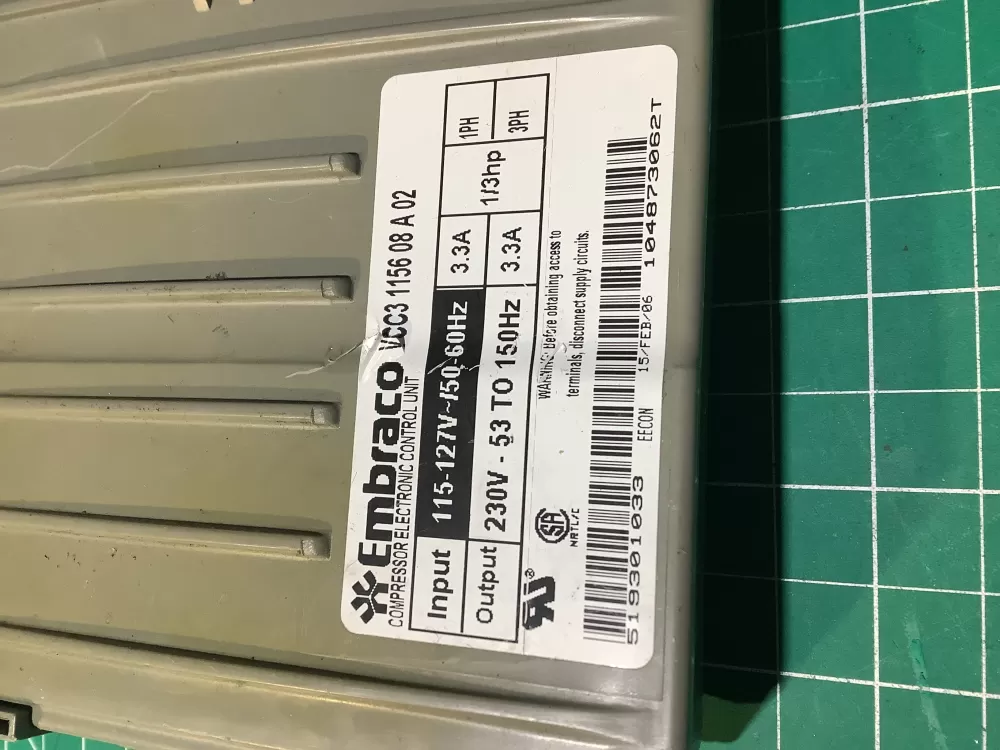 Embraco VCC3 1156 08 A 02
COMPRESSOR ELECTRONIC CONTROL UNIT
Input 115-127V~/50-60Hz 3.3A 1/3hp 1PH
Output 230V - 53 TO 150Hz 3.3A 3PH
WARNING: Before obtaining access to
terminals, disconnect supply circuits.
NRTL/C
519301033 EECON 15/FEB/06 104873062T